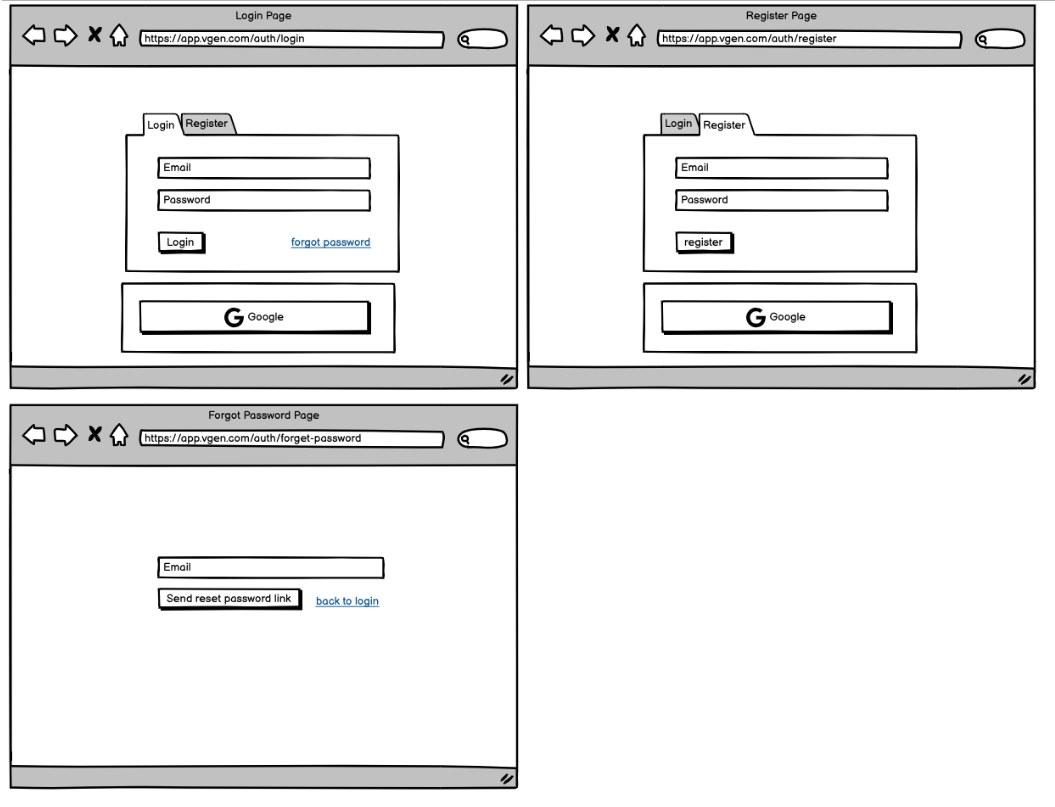 Login Page
https://app.vgen.com/auth/login
Login Register
Email
Password
Login forgot password
Google
Register Page
https://app.vgen.com/auth/register
Login Register
Email
Password
register
Google
Forgot Password Page
https://app.vgen.com/auth/forget-password
Email
Send reset password link back to login